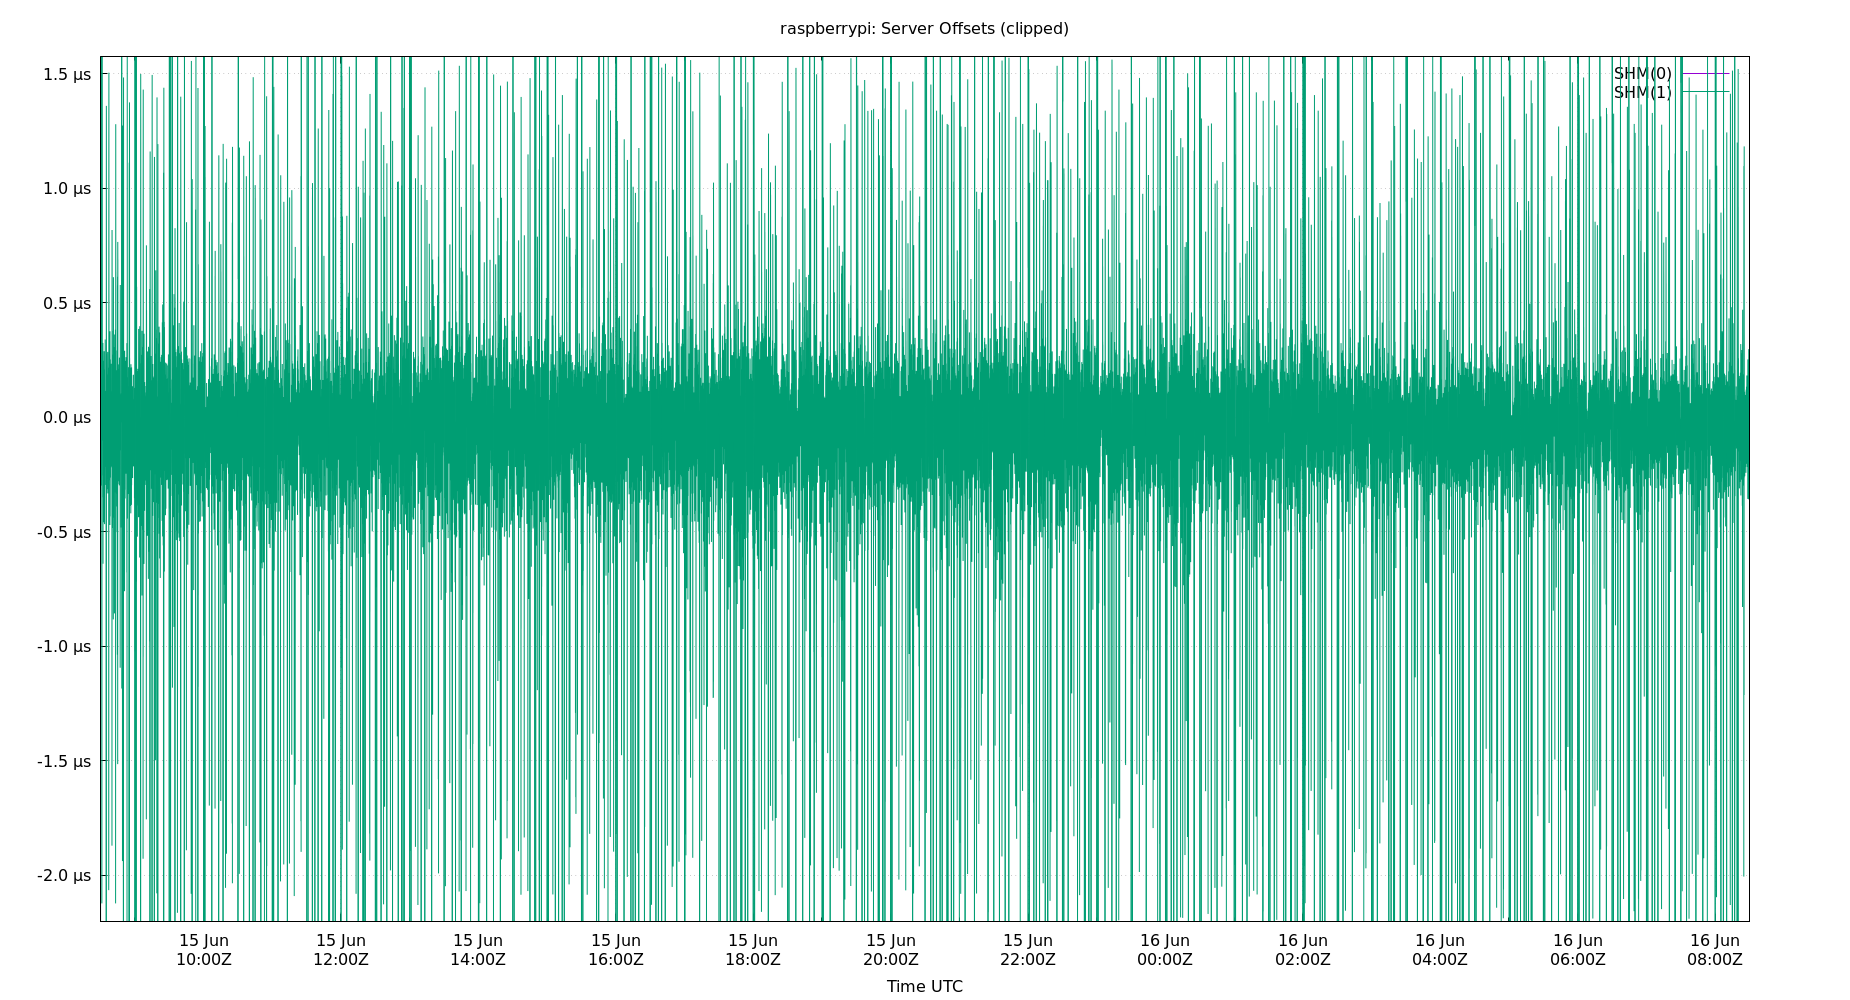 raspberrypi: Server Offsets (clipped)
1.5 µs
1.0 µs
0.5 µs
0.0 µs
-0.5 µs
-1.0 µs
-1.5 µs
-2.0 µs
SHM(0)
SHM(1)
15 Jun 15 Jun 15 Jun 15 Jun 15 Jun 15 Jun 15 Jun 16 Jun 16 Jun 16 Jun 16 Jun 16 Jun
10:00Z 12:00Z 14:00Z 16:00Z 18:00Z 20:00Z 22:00Z 00:00Z 02:00Z 04:00Z 06:00Z 08:00Z
Time UTC